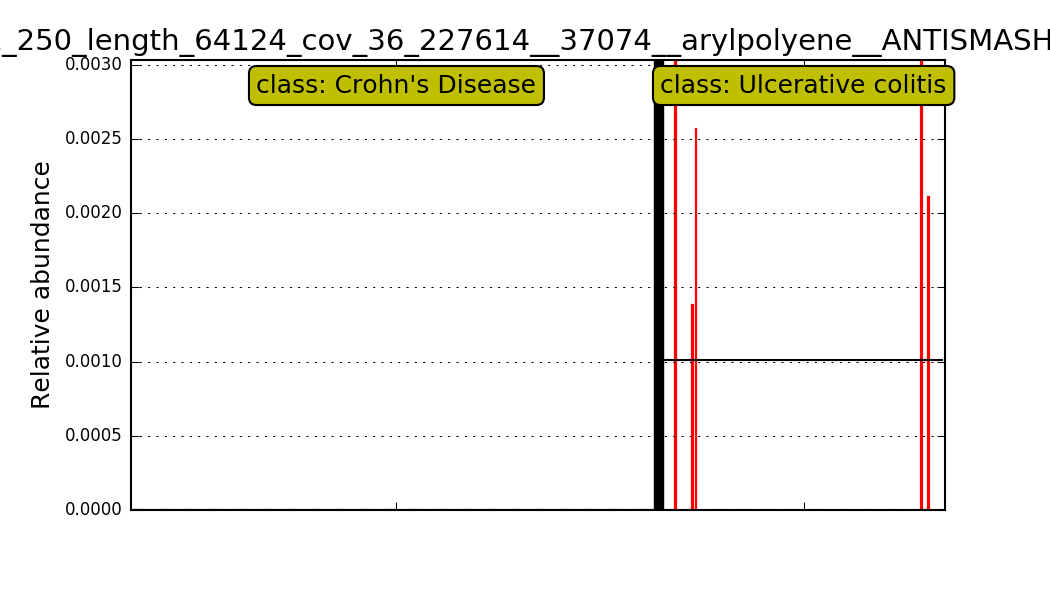 _250_length_64124_cov_36_227614__37074__arylpolyene__ANTISMASH
class: Crohn's Disease
class: Ulcerative colitis
Relative abundance
0.0030
0.0025
0.0020
0.0015
0.0010
0.0005
0.0000